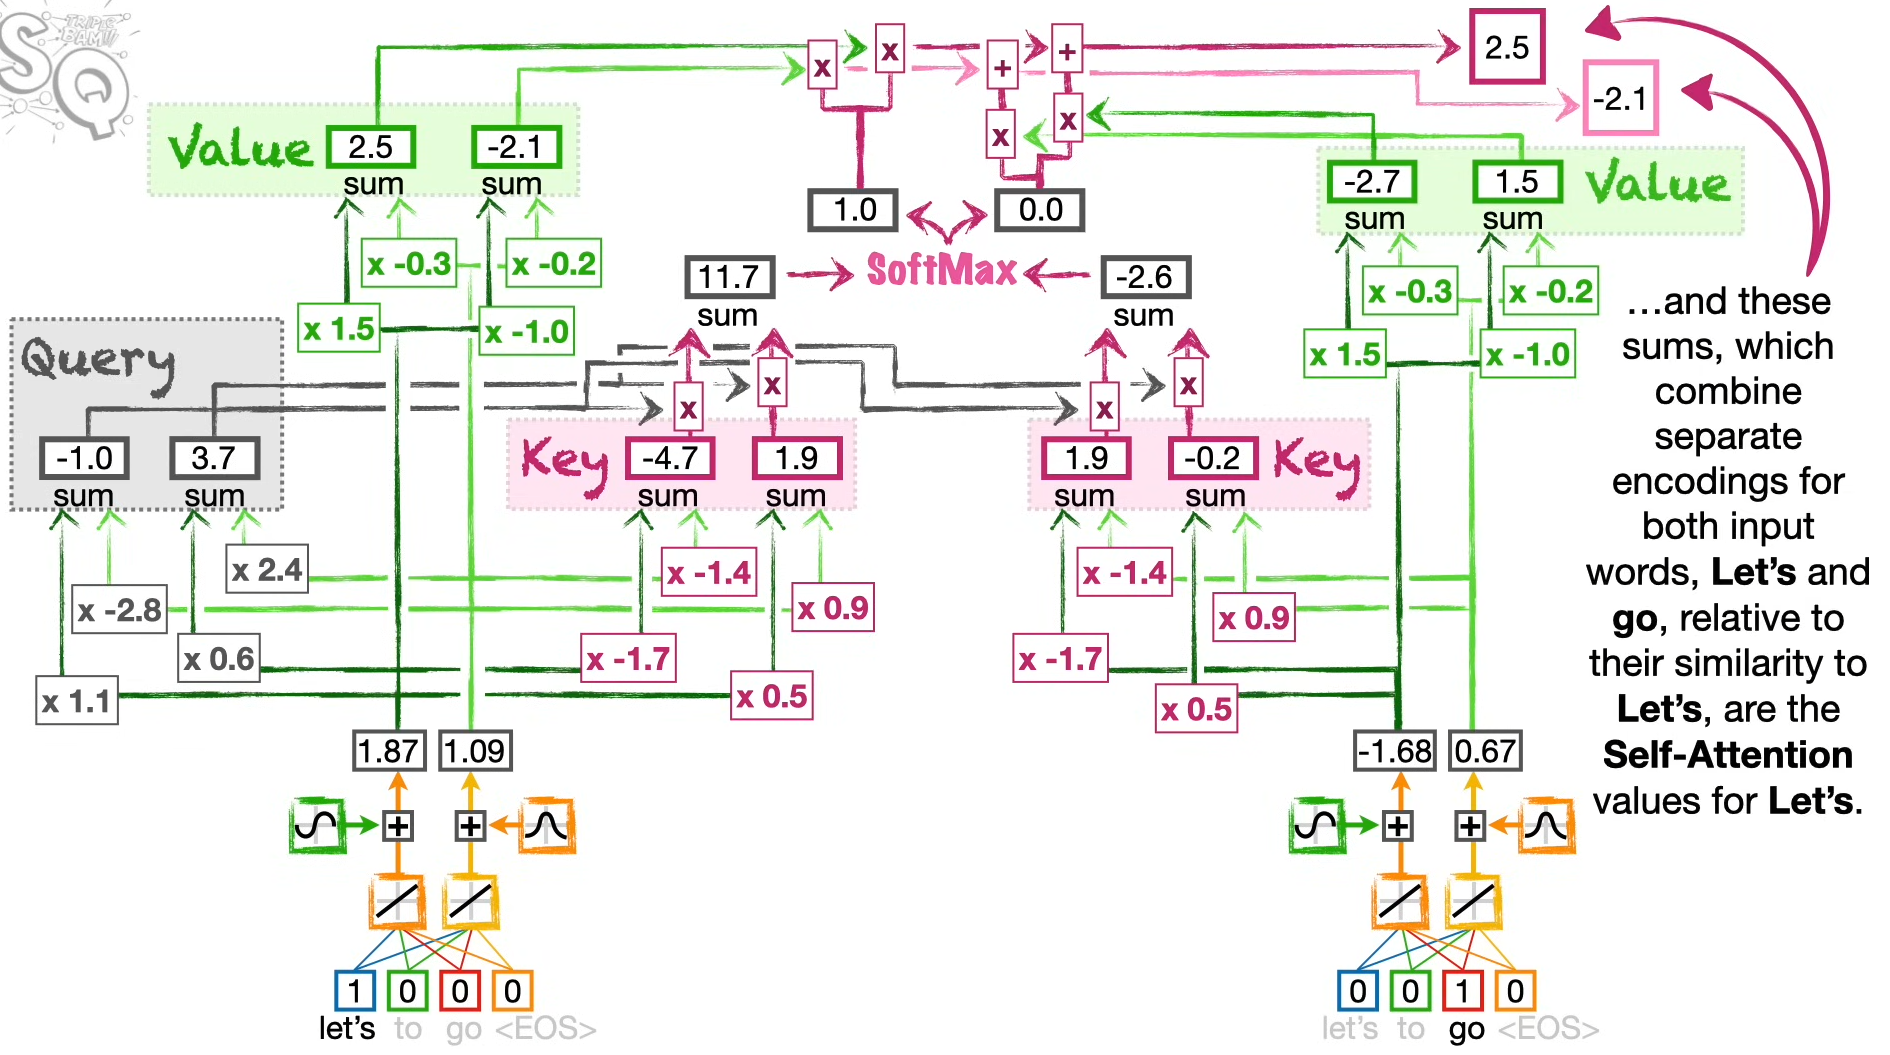 SQ
TRIPLE
BAM!!!
x
x
+
+
2.5
-2.1
x
x
Value
2.5
-2.1
sum
sum
-2.7
1.5
Value
sum
sum
1.0
0.0
SoftMax
x -0.3
x -0.2
x 1.5
x -1.0
11.7
sum
-2.6
sum
x -0.3
x -0.2
x 1.5
x -1.0
Query
-1.0
3.7
sum
sum
x
x
x
x
Key
-4.7
1.9
sum
sum
1.9
-0.2
Key
sum
sum
x 2.4
x -2.8
x 0.6
x 1.1
x -1.4
x 0.9
x -1.7
x 0.5
x -1.4
x 0.9
x -1.7
x 0.5
1.87
1.09
-1.68
0.67
+
+
+
+
1 0 0 0
let's to go <EOS>
0 0 1 0
let's to go <EOS>
...and these
sums, which
combine
separate
encodings for
both input
words, Let's and
go, relative to
their similarity to
Let's, are the
Self-Attention
values for Let's.